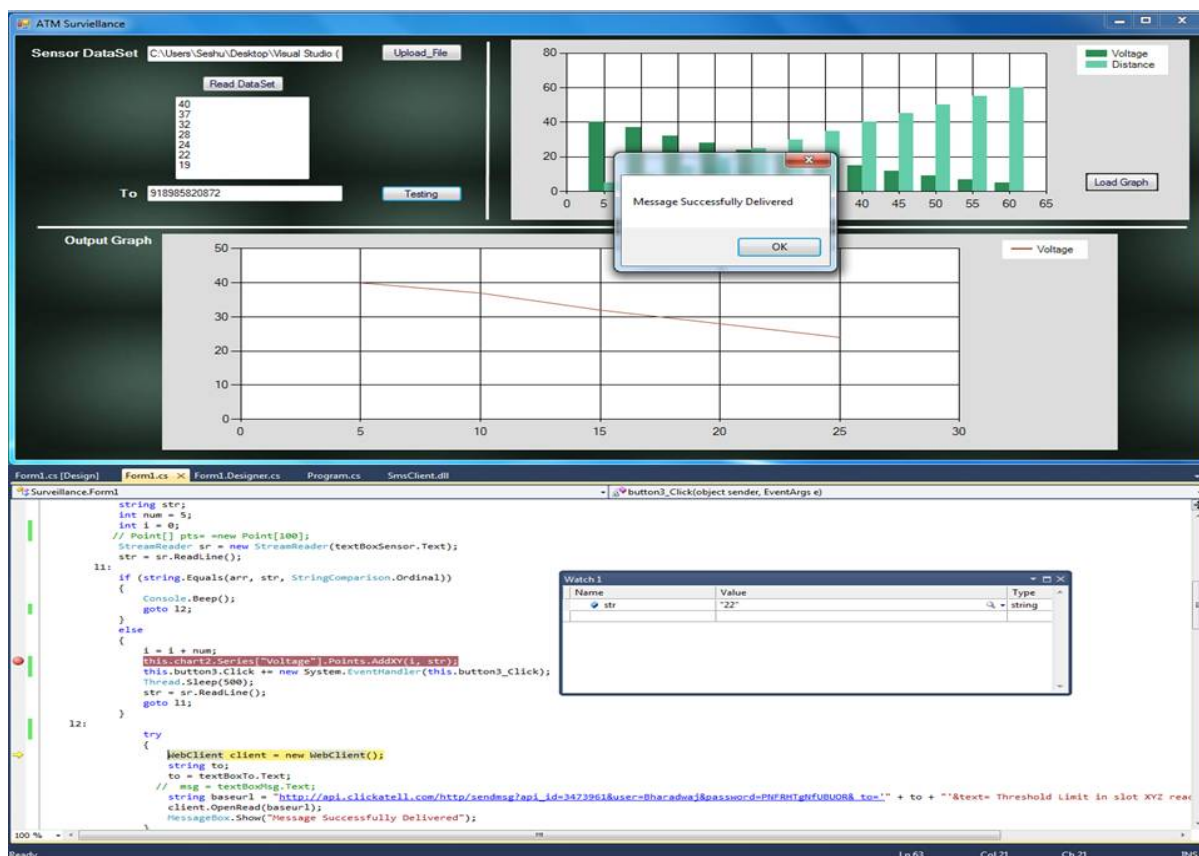 ATM Surviellance
Sensor DataSet C:\Users\Seshu\Desktop\Visual Studio ( Upload_File
Read DataSet
40
37
32
28
24
22
19
To 918985820872 Testing
80
60
40
20
0
0 5 40 45 50 55 60 65
Voltage
Distance
Load Graph
Message Successfully Delivered
OK
Output Graph
50
40
30
20
10
0
0 5 10 15 20 25 30
Voltage
Form1.cs [Design] Form1.cs Form1.Designer.cs Program.cs SmsClient.dll
Surveillance.Form1 button3_Click(object sender, EventArgs e)
string str;
int num = 5;
int i = 0;
// Point[] pts= =new Point[100];
StreamReader sr = new StreamReader(textBoxSensor.Text);
str = sr.ReadLine();
l1:
if (string.Equals(arr, str, StringComparison.Ordinal))
{
Console.Beep();
goto l2;
}
else
{
i = i + num;
this.chart2.Series["Voltage"].Points.AddXY(i, str);
this.button3.Click += new System.EventHandler(this.button3_Click);
Thread.Sleep(500);
str = sr.ReadLine();
goto l1;
}
l2:
try
{
WebClient client = new WebClient();
string to;
to = textBoxTo.Text;
// msg = textBoxMsg.Text;
string baseurl = "http://api.clickatell.com/http/sendmsg?api_id=3473961&user=Bharadwaj&password=PNFRHTgNfUBUOR& to='" + to + "'&text= Threshold Limit in slot XYZ reac
client.OpenRead(baseurl);
MessageBox.Show("Message Successfully Delivered");
}
Watch 1
Name Value Type
str "22" string
100 %
Ready Ln 63 Col 21 Ch 21 INS